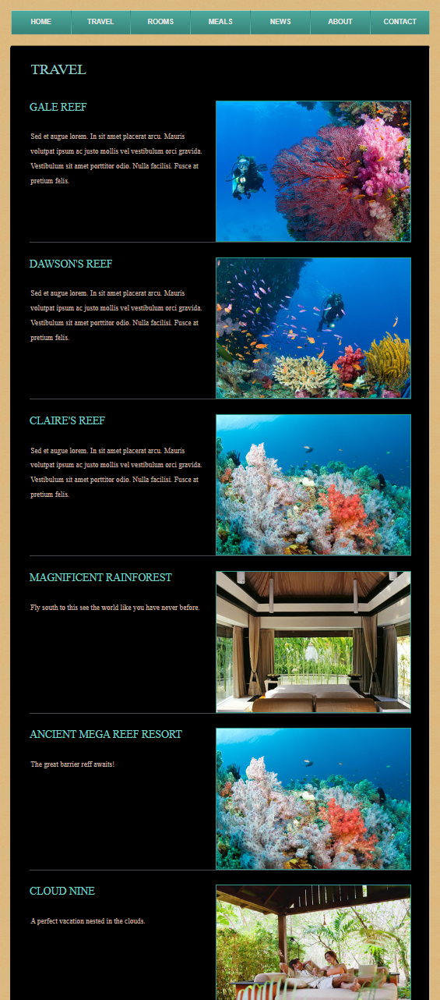 HOME TRAVEL ROOMS MEALS NEWS ABOUT CONTACT
TRAVEL
GALE REEF
Sed et augue lorem. In sit amet placerat arcu. Mauris
volutpat ipsum ac justo mollis vel vestibulum orci gravida.
Vestibulum sit amet porttitor odio. Nulla facilisi. Fusce at
pretium felis.
DAWSON'S REEF
Sed et augue lorem. In sit amet placerat arcu. Mauris
volutpat ipsum ac justo mollis vel vestibulum orci gravida.
Vestibulum sit amet porttitor odio. Nulla facilisi. Fusce at
pretium felis.
CLAIRE'S REEF
Sed et augue lorem. In sit amet placerat arcu. Mauris
volutpat ipsum ac justo mollis vel vestibulum orci gravida.
Vestibulum sit amet porttitor odio. Nulla facilisi. Fusce at
pretium felis.
MAGNIFICENT RAINFOREST
Fly south to this see the world like you have never before.
ANCIENT MEGA REEF RESORT
The great barrier reff awaits!
CLOUD NINE
A perfect vacation nested in the clouds.